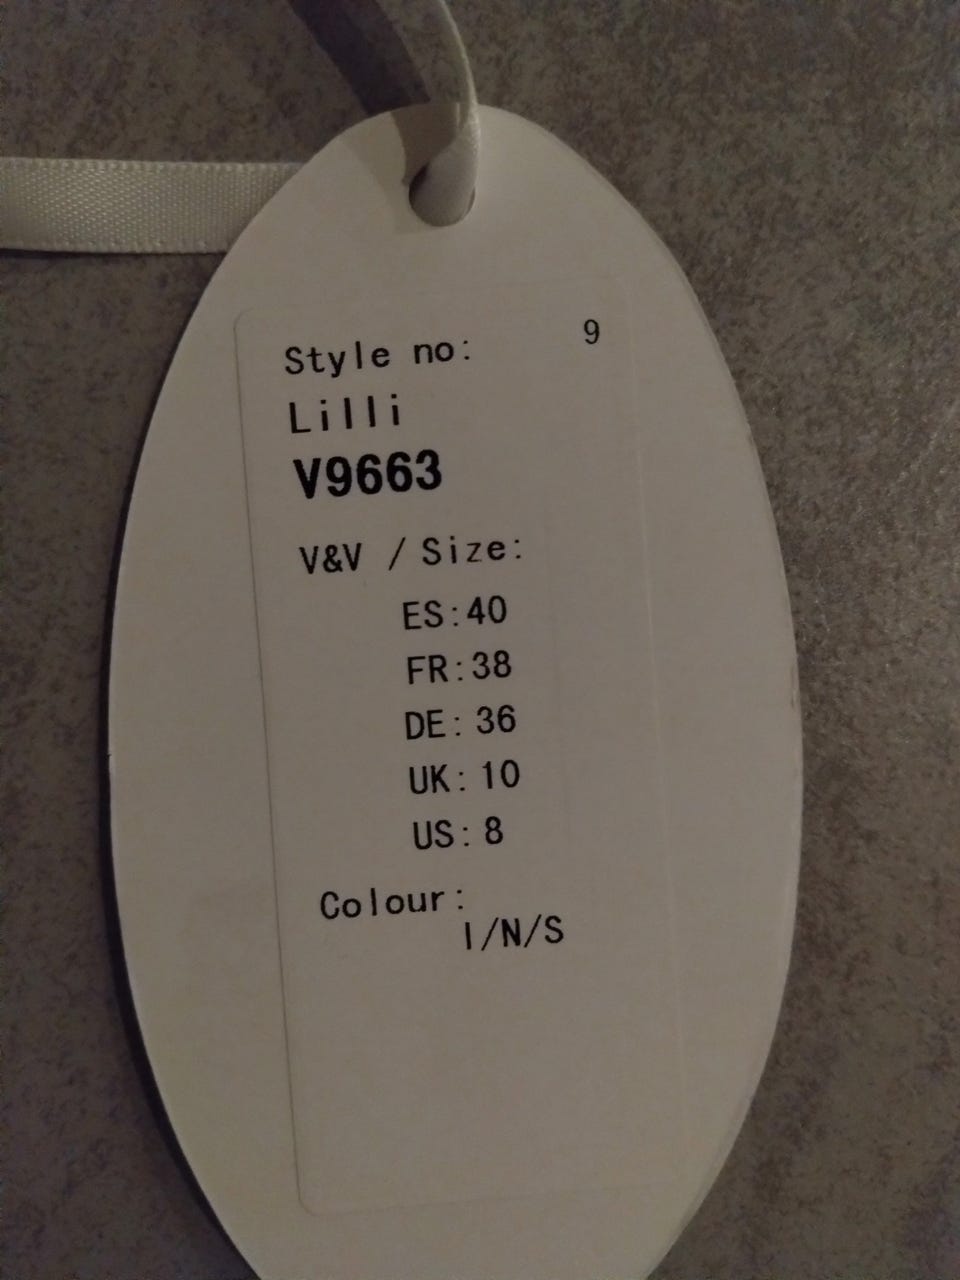 Style no: 9
Lilli
V9663
V&V / Size:
ES:40
FR:38
DE:36
UK:10
US:8
Colour:
I/N/S